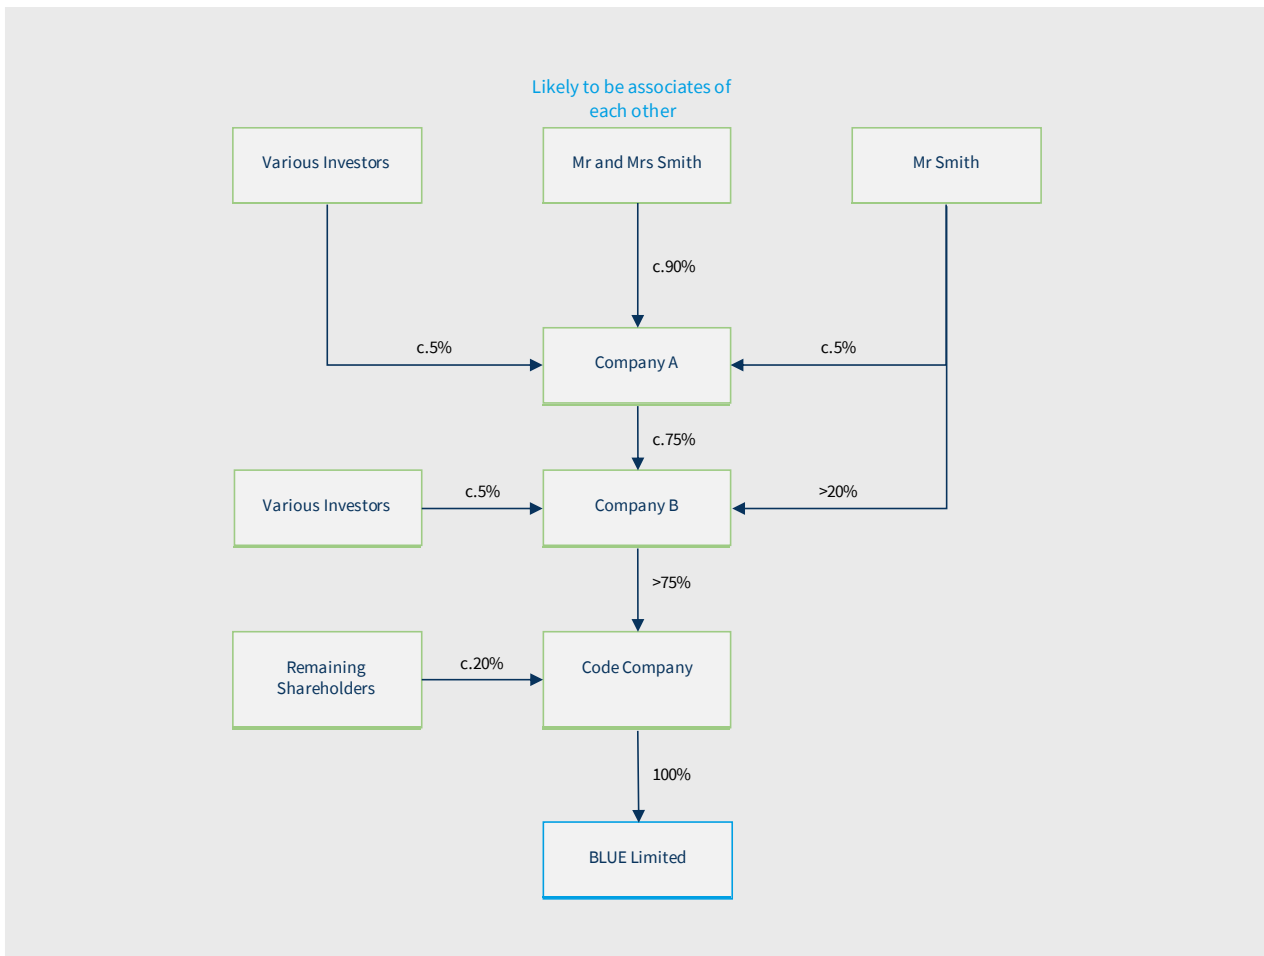 Likely to be associates of
each other
Various Investors
Mr and Mrs Smith
Mr Smith
c.90%
c.5%
c.5%
Company A
c.75%
Various Investors
c.5%
Company B
>20%
>75%
Remaining
Shareholders
c.20%
Code Company
100%
BLUE Limited